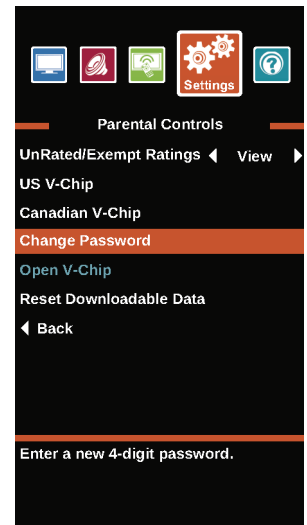 Settings
Parental Controls
UnRated/Exempt Ratings View
US V-Chip
Canadian V-Chip
Change Password
Open V-Chip
Reset Downloadable Data
Back
Enter a new 4-digit password.